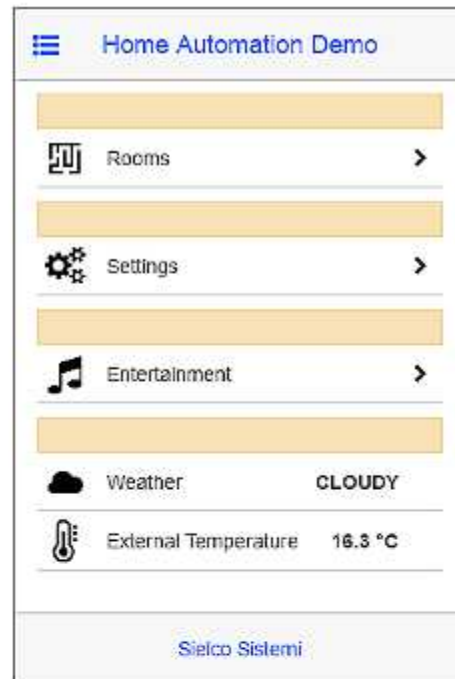 Home Automation Demo
Rooms
Settings
Entertainment
Weather CLOUDY
External Temperature 16.3 °C
Sielco Sistemi